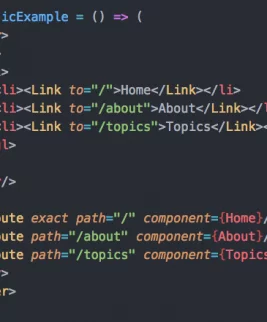 icExample = () => (
>
>
<li><Link to="/">Home</Link></li>
<li><Link to="/about">About</Link></l
<li><Link to="/topics">Topics</Link><
ul>
/>
oute exact path="/" component={Home}/
oute path="/about" component={About}/
oute path="/topics" component={Topics
>
er>